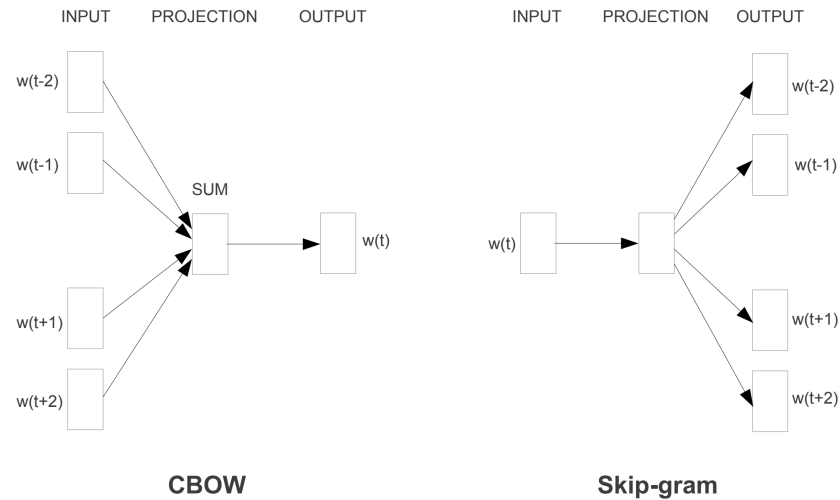 INPUT PROJECTION OUTPUT
w(t-2)
w(t-1)
SUM
w(t)
w(t+1)
w(t+2)
CBOW
INPUT PROJECTION OUTPUT
w(t-2)
w(t-1)
w(t)
w(t+1)
w(t+2)
Skip-gram